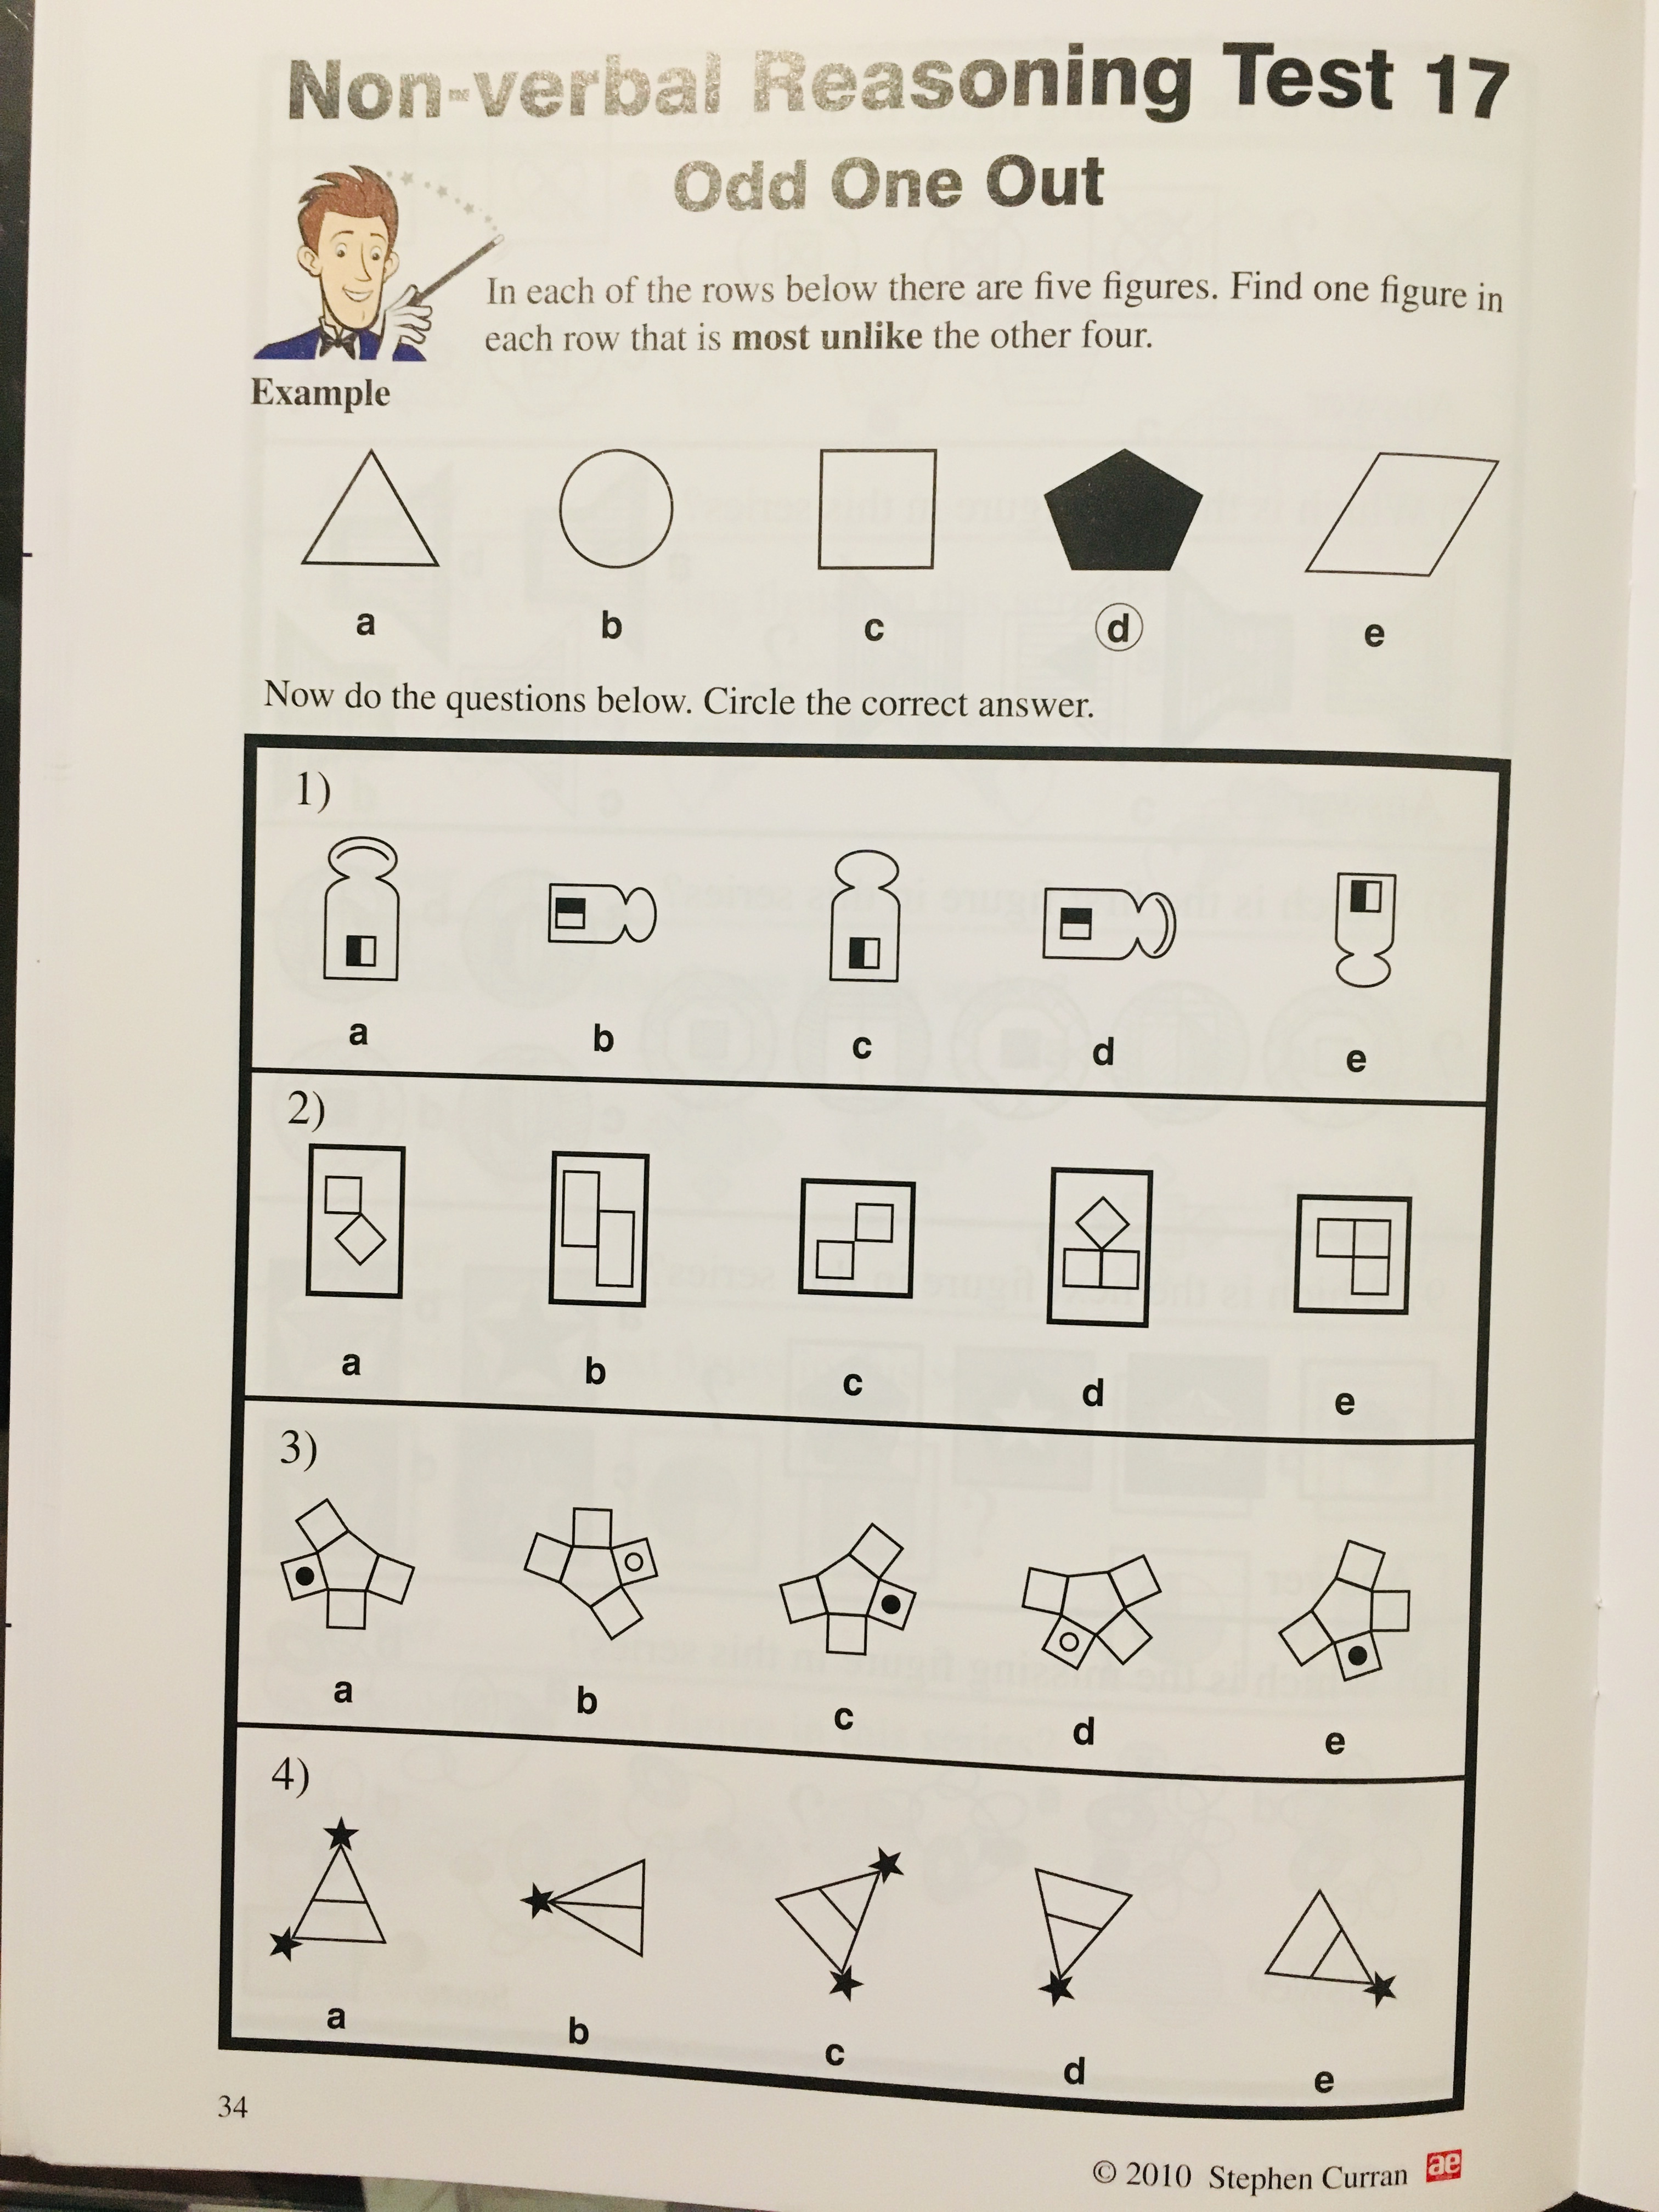 Non-verbal Reasoning Test 17
Odd One Out
In each of the rows below there are five figures. Find one figure in
each row that is most unlike the other four.
Example
a b c d e
Now do the questions below. Circle the correct answer.
1)
a b c d e
2)
a b c d e
3)
a b c d e
4)
a b c d e
34
© 2010 Stephen Curran ae